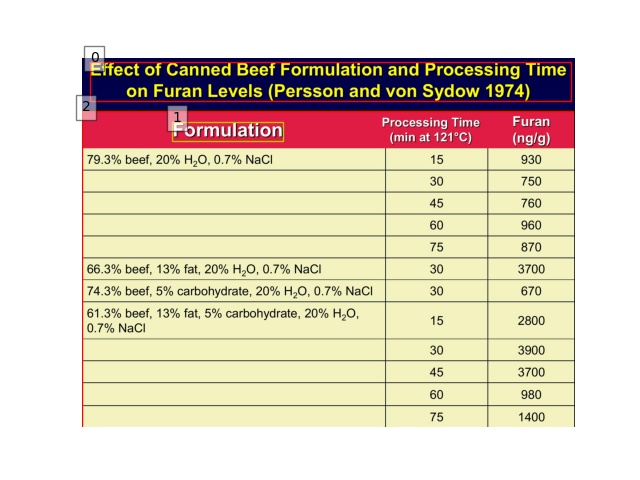 Effect of Canned Beef Formulation and Processing Time
on Furan Levels (Persson and von Sydow 1974)
Formulation
Processing Time
(min at 121°C)
Furan
(ng/g)
79.3% beef, 20% H₂O, 0.7% NaCl 15 930
30 750
45 760
60 960
75 870
66.3% beef, 13% fat, 20% H₂O, 0.7% NaCl 30 3700
74.3% beef, 5% carbohydrate, 20% H₂O, 0.7% NaCl 30 670
61.3% beef, 13% fat, 5% carbohydrate, 20% H₂O,
0.7% NaCl 15 2800
30 3900
45 3700
60 980
75 1400
0
1
2